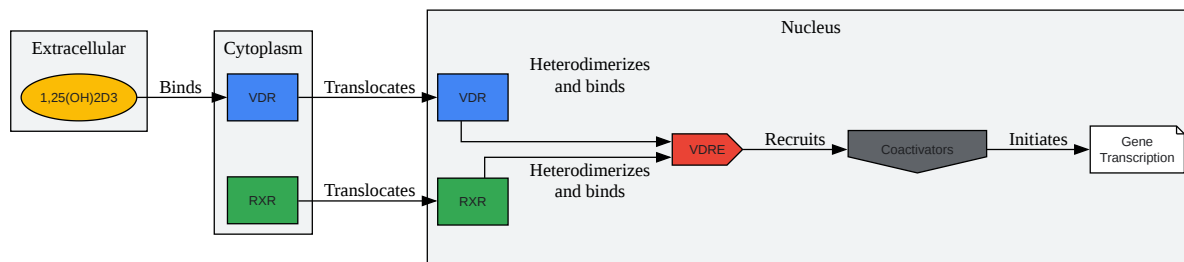 Extracellular
1,25(OH)2D3
Binds
Cytoplasm
VDR
RXR
Translocates
Translocates
Nucleus
VDR
RXR
Heterodimerizes
and binds
Heterodimerizes
and binds
VDRE
Recruits
Coactivators
Initiates
Gene
Transcription